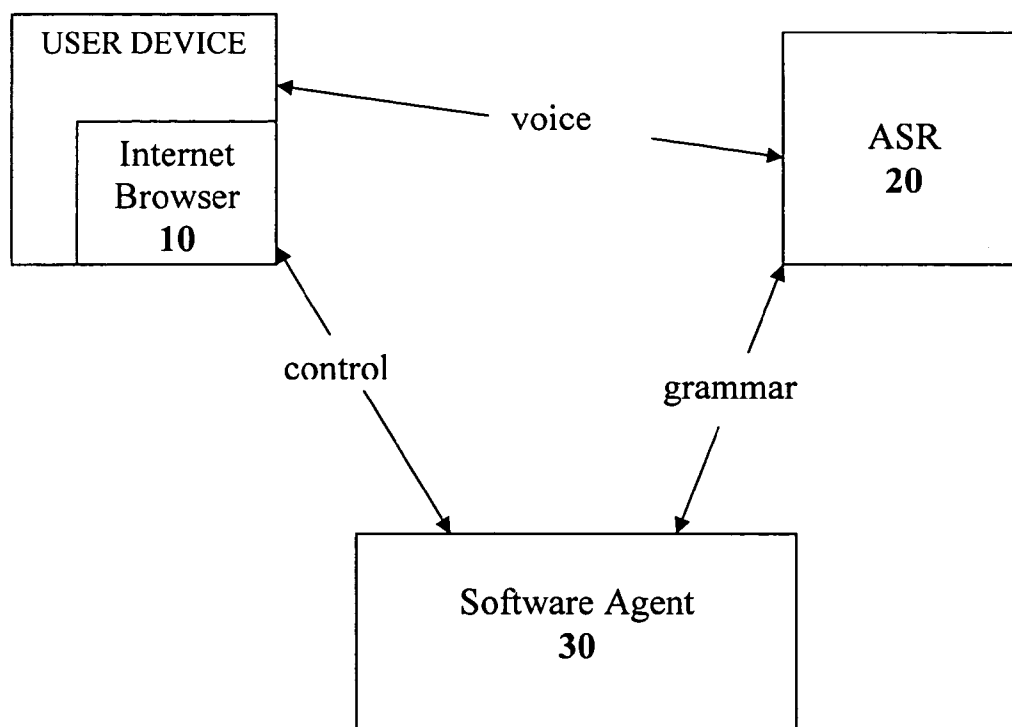 USER DEVICE
Internet
Browser
10
voice
ASR
20
control
grammar
Software Agent
30